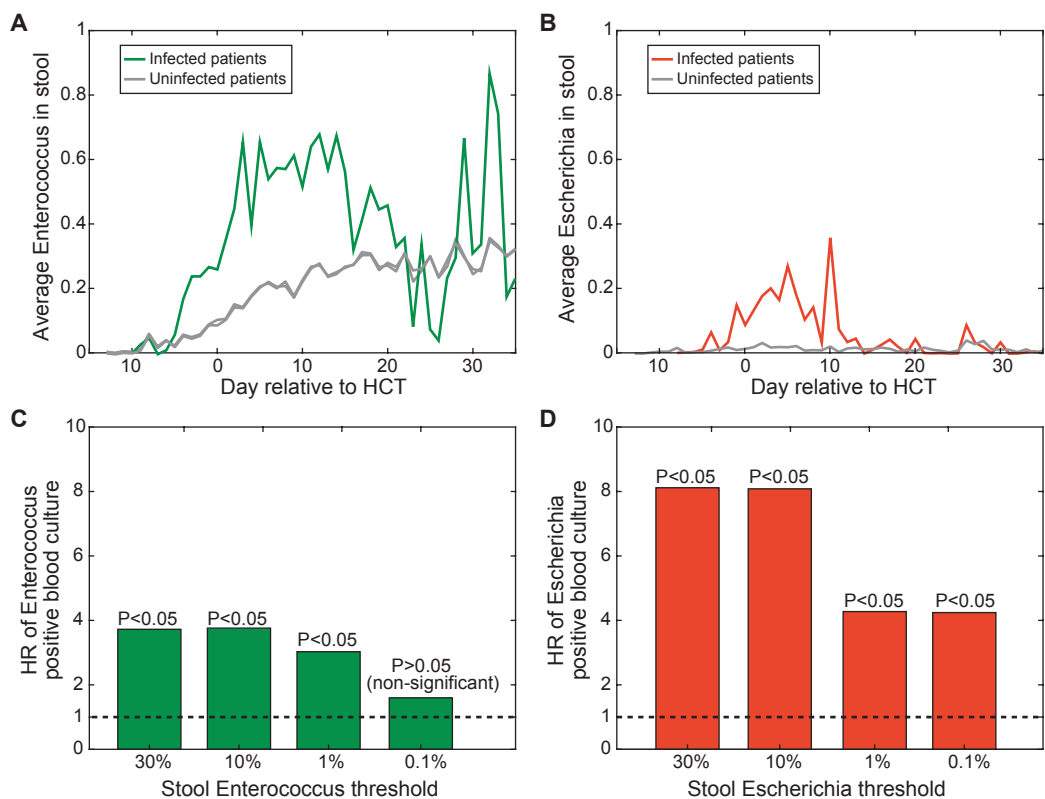 A
Infected patients
Uninfected patients
Average Enterococcus in stool
1
0.8
0.6
0.4
0.2
0
10 0 10 20 30
Day relative to HCT
B
Infected patients
Uninfected patients
Average Escherichia in stool
1
0.8
0.6
0.4
0.2
0
10 0 10 20 30
Day relative to HCT
C
HR of Enterococcus
positive blood culture
10
8
6
4
2
1
0
P<0.05 P<0.05
P<0.05
P>0.05
(non-significant)
30% 10% 1% 0.1%
Stool Enterococcus threshold
D
HR of Escherichia
positive blood culture
10
8
6
4
2
1
0
P<0.05 P<0.05
P<0.05 P<0.05
30% 10% 1% 0.1%
Stool Escherichia threshold